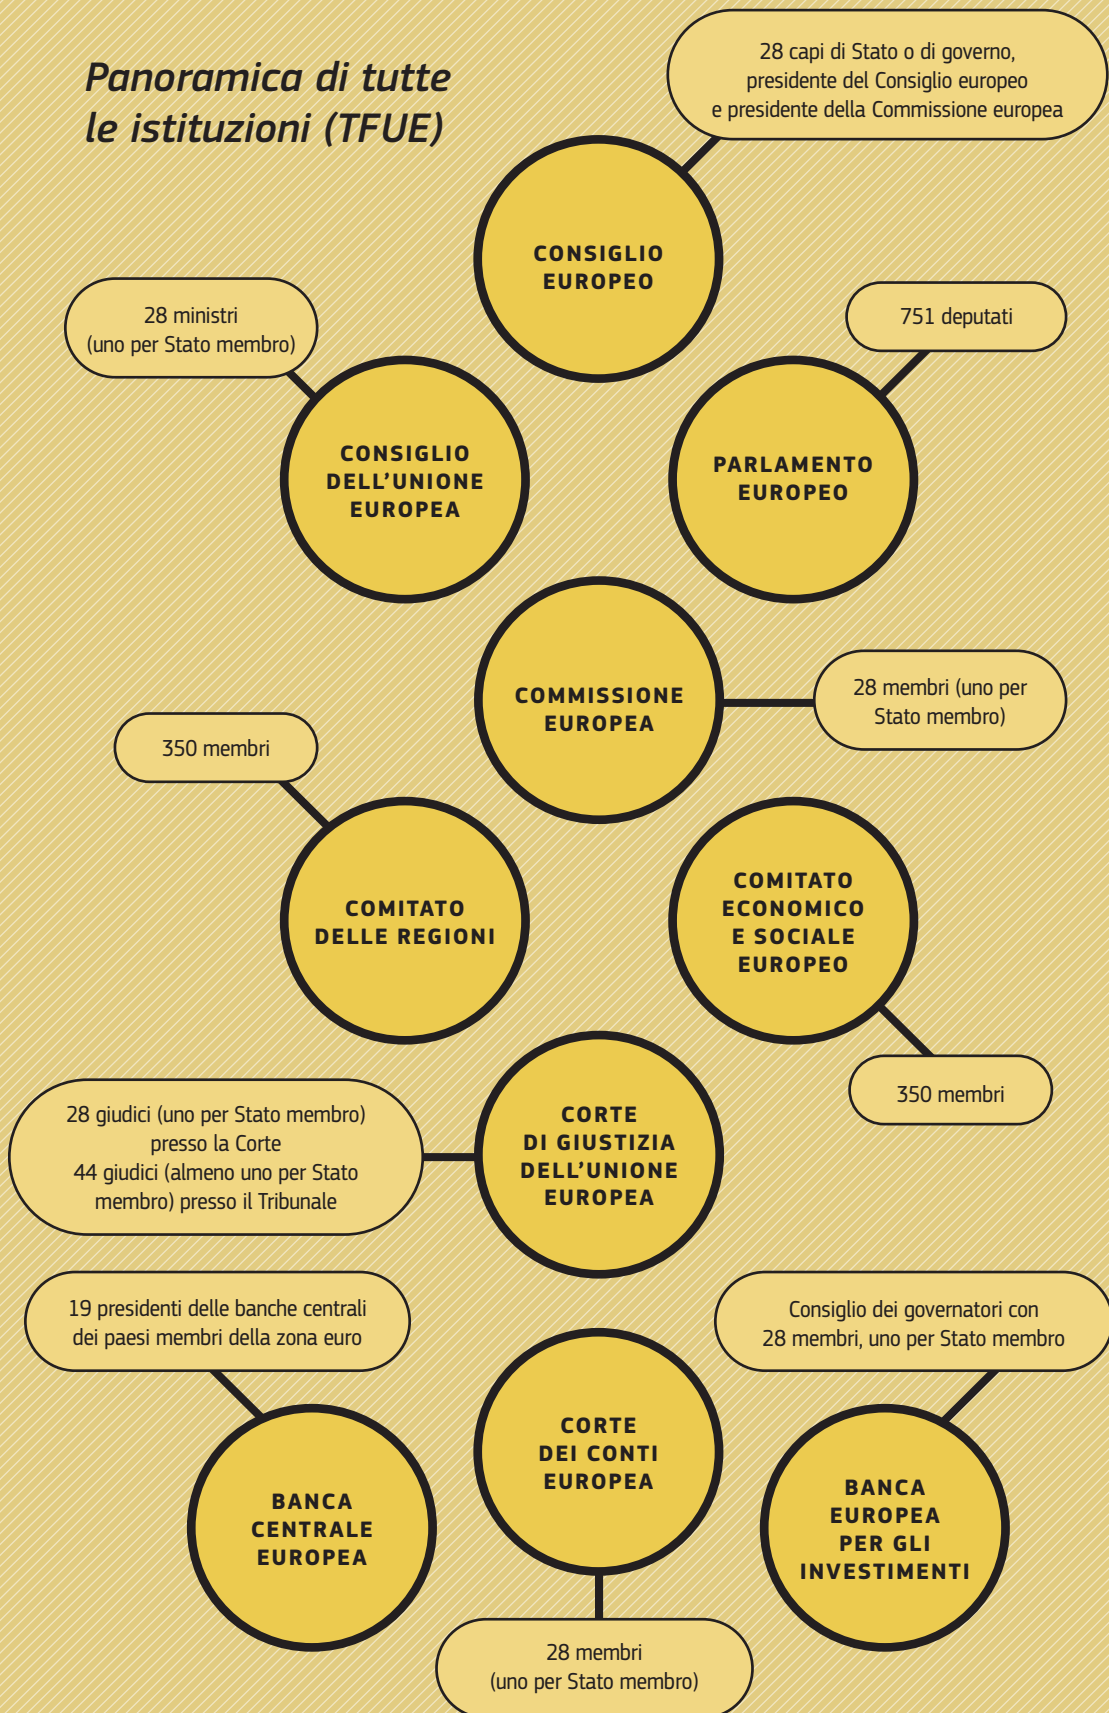 Panoramica di tutte
le istituzioni (TFUE)
28 capi di Stato o di governo,
presidente del Consiglio europeo
e presidente della Commissione europea
CONSIGLIO
EUROPEO
28 ministri
(uno per Stato membro)
751 deputati
CONSIGLIO
DELL’UNIONE
EUROPEA
PARLAMENTO
EUROPEO
COMMISSIONE
EUROPEA
28 membri (uno per
Stato membro)
350 membri
COMITATO
DELLE REGIONI
COMITATO
ECONOMICO
E SOCIALE
EUROPEO
350 membri
28 giudici (uno per Stato membro)
presso la Corte
44 giudici (almeno uno per Stato
membro) presso il Tribunale
CORTE
DI GIUSTIZIA
DELL’UNIONE
EUROPEA
19 presidenti delle banche centrali
dei paesi membri della zona euro
Consiglio dei governatori con
28 membri, uno per Stato membro
BANCA
CENTRALE
EUROPEA
CORTE
DEI CONTI
EUROPEA
BANCA
EUROPEA
PER GLI
INVESTIMENTI
28 membri
(uno per Stato membro)